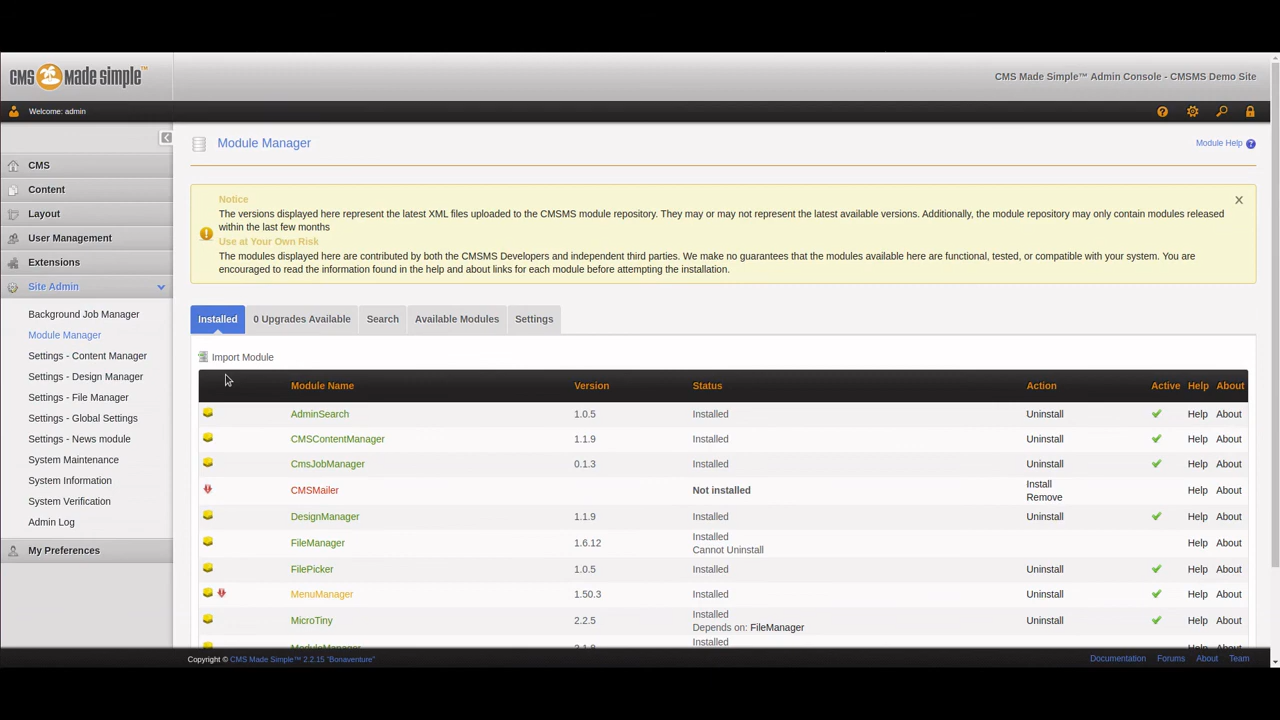 CMS made simple™
CMS Made Simple™ Admin Console - CMSMS Demo Site
Welcome: admin
CMS
Content
Layout
User Management
Extensions
Site Admin
Background Job Manager
Module Manager
Settings - Content Manager
Settings - Design Manager
Settings - File Manager
Settings - Global Settings
Settings - News module
System Maintenance
System Information
System Verification
Admin Log
My Preferences
Module Manager
Module Help
Notice
The versions displayed here represent the latest XML files uploaded to the CMSMS module repository. They may or may not represent the latest available versions. Additionally, the module repository may only contain modules released
within the last few months
Use at Your Own Risk
The modules displayed here are contributed by both the CMSMS Developers and independent third parties. We make no guarantees that the modules available here are functional, tested, or compatible with your system. You are
encouraged to read the information found in the help and about links for each module before attempting the installation.
Installed 0 Upgrades Available Search Available Modules Settings
Import Module
Module Name Version Status Action Active Help About
AdminSearch 1.0.5 Installed Uninstall Help About
CMSContentManager 1.1.9 Installed Uninstall Help About
CmsJobManager 0.1.3 Installed Uninstall Help About
CMSMailer Not installed Install Help About
Remove
DesignManager 1.1.9 Installed Uninstall Help About
FileManager 1.6.12 Installed Help About
Cannot Uninstall
FilePicker 1.0.5 Installed Uninstall Help About
MenuManager 1.50.3 Installed Uninstall Help About
MicroTiny 2.2.5 Installed Uninstall Help About
Depends on: FileManager
ModuleManager 2.1.8 Installed Help About
Copyright © CMS Made Simple™ 2.2.15 "Bonaventure"
Documentation Forums About Team